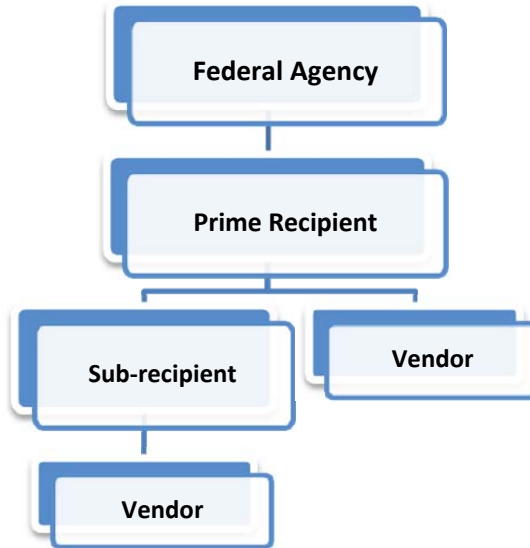 Federal Agency
Prime Recipient
Sub-recipient
Vendor
Vendor